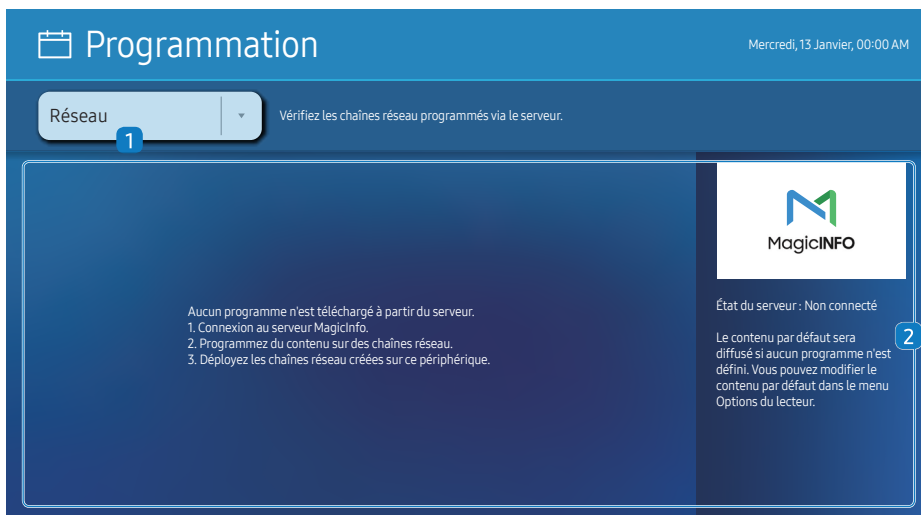 Programmation
Mercredi, 13 Janvier, 00:00 AM
Réseau
1
Vérifiez les chaînes réseau programmés via le serveur.
Aucun programme n'est téléchargé à partir du serveur.
1. Connexion au serveur MagicInfo.
2. Programmez du contenu sur des chaînes réseau.
3. Déployez les chaînes réseau créées sur ce périphérique.
MagicINFO
État du serveur : Non connecté
Le contenu par défaut sera
diffusé si aucun programme n'est
défini. Vous pouvez modifier le
contenu par défaut dans le menu
Options du lecteur.
2